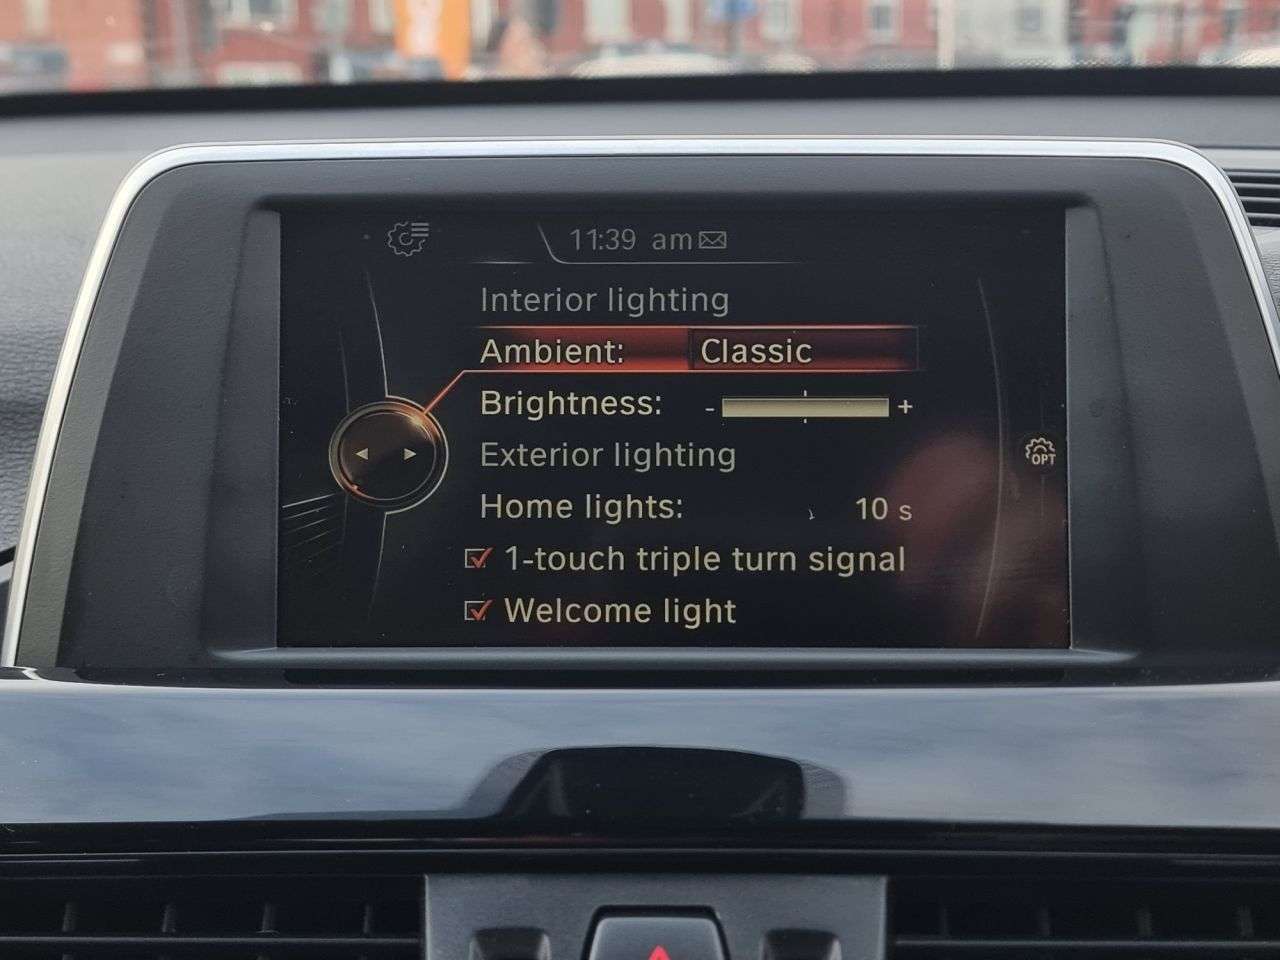 11:39 am
Interior lighting
Ambient: Classic
Brightness: - +
Exterior lighting
OPT
Home lights: 10 s
1-touch triple turn signal
Welcome light